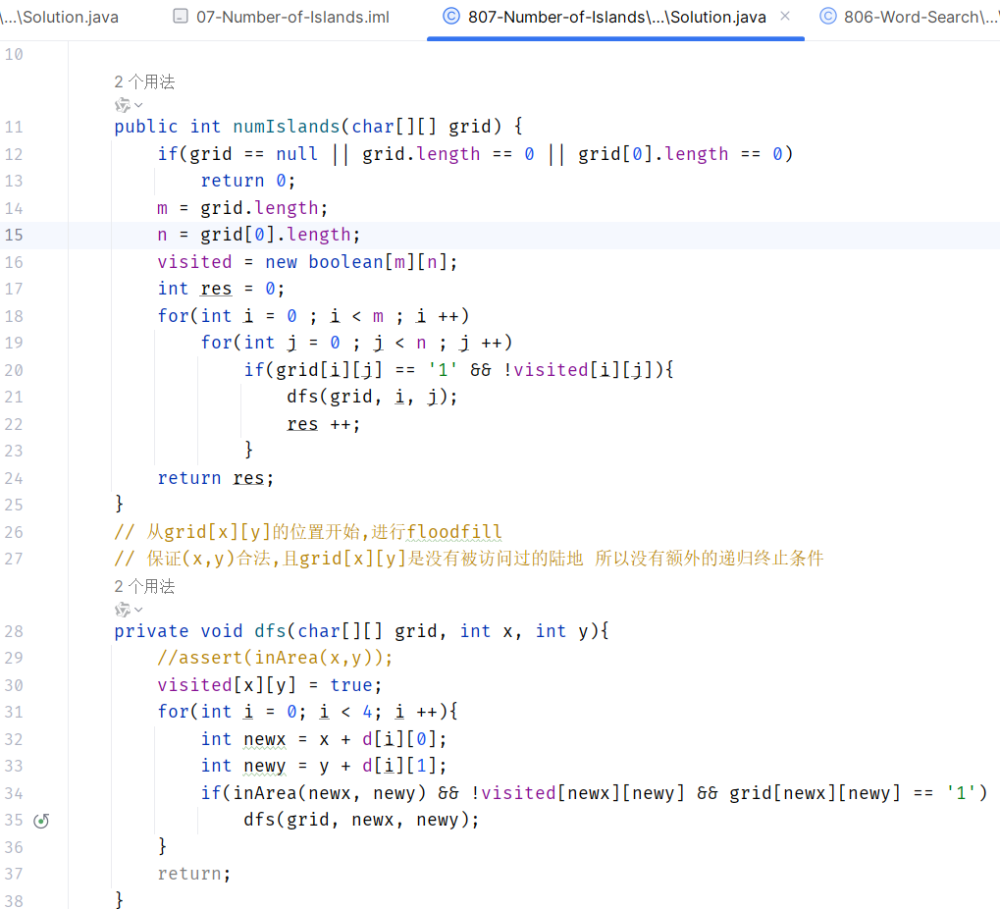 \...\Solution.java 07-Number-of-Islands.iml 807-Number-of-Islands\...\Solution.java × 806-Word-Search\...\
10
2 个用法
11 public int numIslands(char[][] grid) {
12 if(grid == null || grid.length == 0 || grid[0].length == 0)
13 return 0;
14 m = grid.length;
15 n = grid[0].length;
16 visited = new boolean[m][n];
17 int res = 0;
18 for(int i = 0 ; i < m ; i ++)
19 for(int j = 0 ; j < n ; j ++)
20 if(grid[i][j] == '1' && !visited[i][j]){
21 dfs(grid, i, j);
22 res ++;
23 }
24 return res;
25 }
26 // 从grid[x][y]的位置开始,进行floodfill
27 // 保证(x,y)合法,且grid[x][y]是没有被访问过的陆地 所以没有额外的递归终止条件
2 个用法
28 private void dfs(char[][] grid, int x, int y){
29 //assert(inArea(x,y));
30 visited[x][y] = true;
31 for(int i = 0; i < 4; i ++){
32 int newx = x + d[i][0];
33 int newy = y + d[i][1];
34 if(inArea(newx, newy) && !visited[newx][newy] && grid[newx][newy] == '1')
35 dfs(grid, newx, newy);
36 }
37 return;
38 }